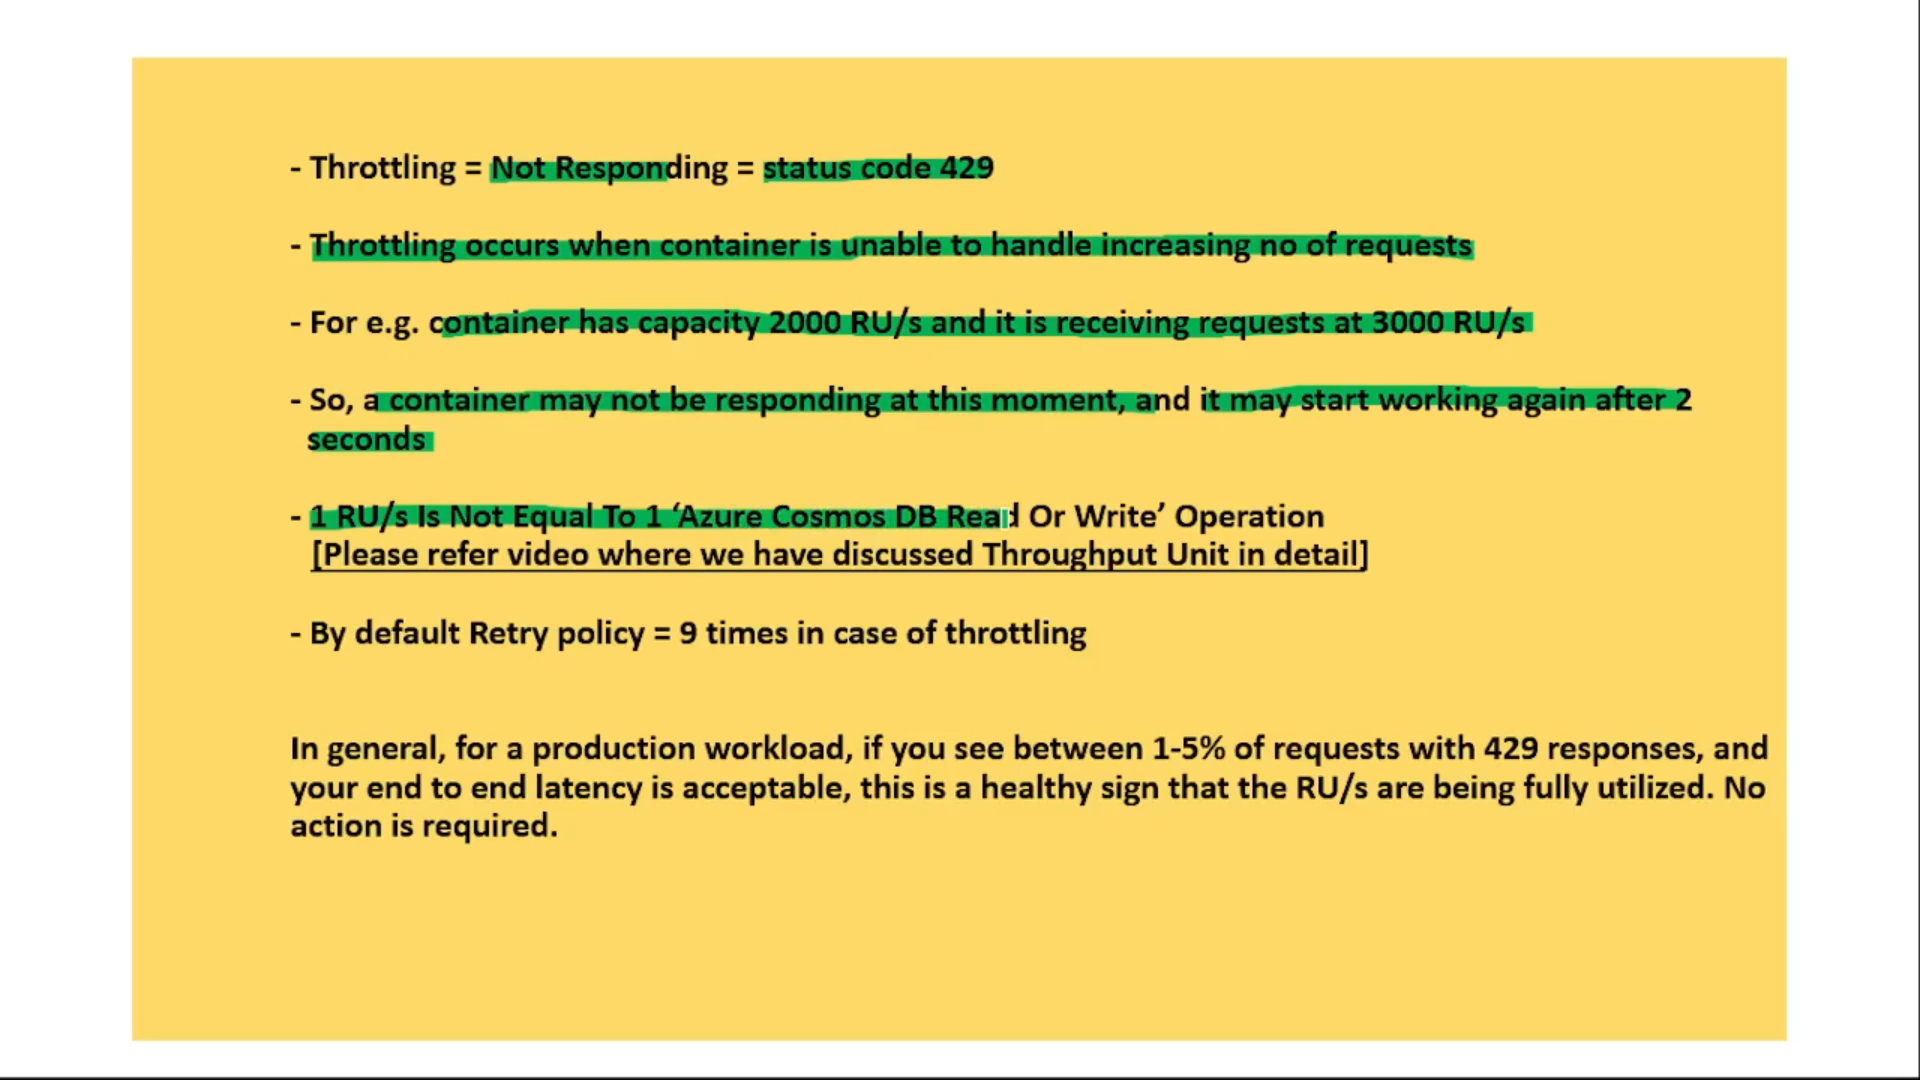 - Throttling = Not Responding = status code 429
- Throttling occurs when container is unable to handle increasing no of requests
- For e.g. container has capacity 2000 RU/s and it is receiving requests at 3000 RU/s
- So, a container may not be responding at this moment, and it may start working again after 2
seconds
- 1 RU/s Is Not Equal To 1 ‘Azure Cosmos DB Read Or Write’ Operation
[Please refer video where we have discussed Throughput Unit in detail]
- By default Retry policy = 9 times in case of throttling
In general, for a production workload, if you see between 1-5% of requests with 429 responses, and
your end to end latency is acceptable, this is a healthy sign that the RU/s are being fully utilized. No
action is required.